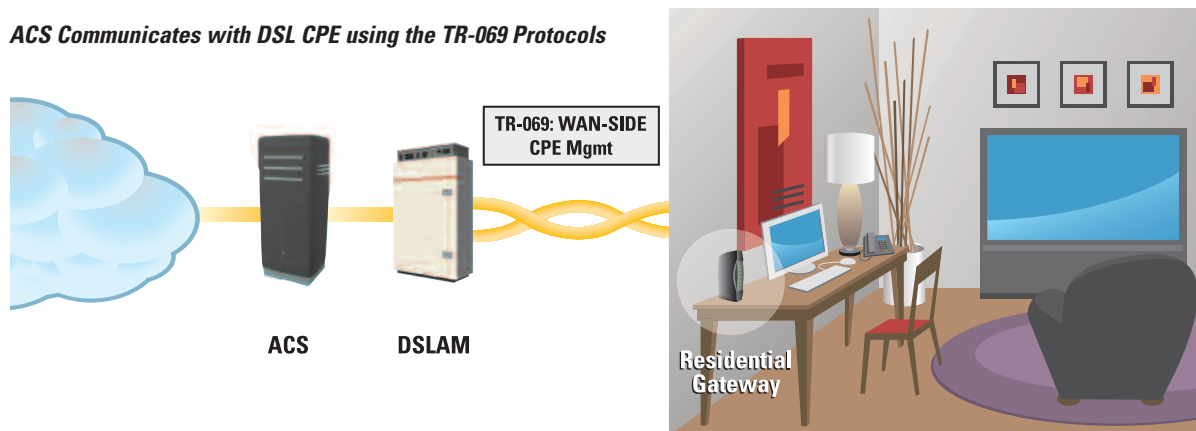 ACS Communicates with DSL CPE using the TR-069 Protocols
TR-069: WAN-SIDE
CPE Mgmt
ACS
DSLAM
Residential
Gateway